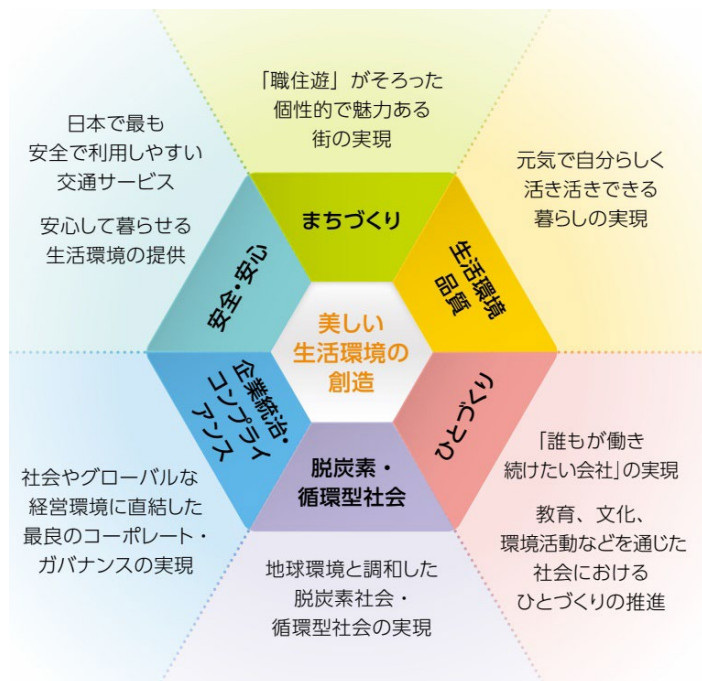 「職住遊」がそろった
個性的で魅力ある
街の実現
まちづくり
元気で自分らしく
活き活きできる
暮らしの実現
生活環境
品質
「誰もが働き
続けたい会社」の実現
教育、文化、
環境活動などを通じた
社会における
ひとづくりの推進
ひとづくり
地球環境と調和した
脱炭素社会・
循環型社会の実現
脱炭素・
循環型社会
社会やグローバルな
経営環境に直結した
最良のコーポレート・
ガバナンスの実現
企業統治・
コンプライ
アンス
日本で最も
安全で利用しやすい
交通サービス
安心して暮らせる
生活環境の提供
安全・安心
美しい
生活環境の
創造